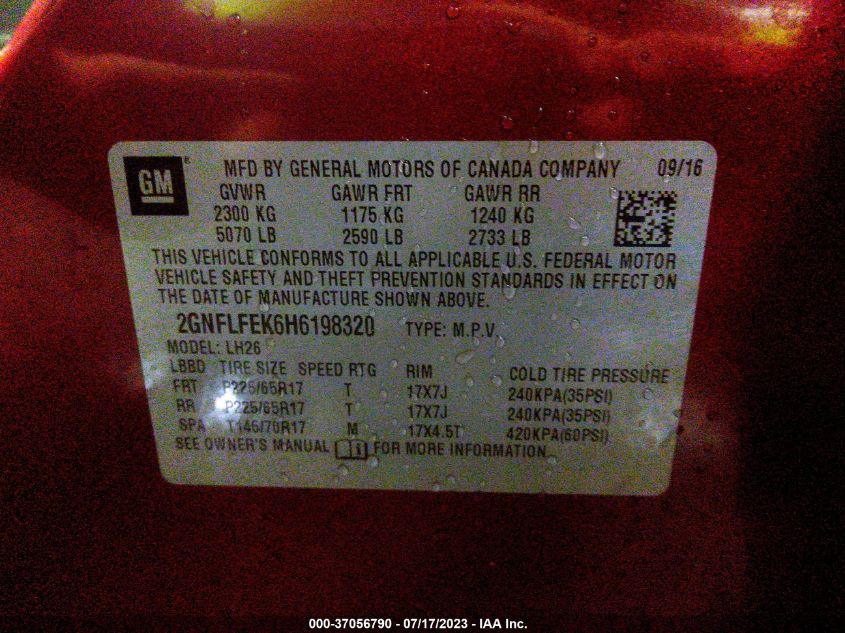 GM ® MFD BY GENERAL MOTORS OF CANADA COMPANY 09/16
GVWR GAWR FRT GAWR RR
2300 KG 1175 KG 1240 KG
5070 LB 2590 LB 2733 LB
THIS VEHICLE CONFORMS TO ALL APPLICABLE U.S. FEDERAL MOTOR
VEHICLE SAFETY AND THEFT PREVENTION STANDARDS IN EFFECT ON
THE DATE OF MANUFACTURE SHOWN ABOVE.
2GNFLFEK6H6198320 TYPE: M.P.V.
MODEL: LH26
LBBD TIRE SIZE SPEED RTG RIM COLD TIRE PRESSURE
FRT P225/65R17 T 17X7J 240KPA(35PSI)
RR P225/65R17 T 17X7J 240KPA(35PSI)
SPA M 17X4.5T 420KPA(60PSI)
SEE OWNER'S MANUAL FOR MORE INFORMATION
000-37056790 - 07/17/2023 - IAA Inc.